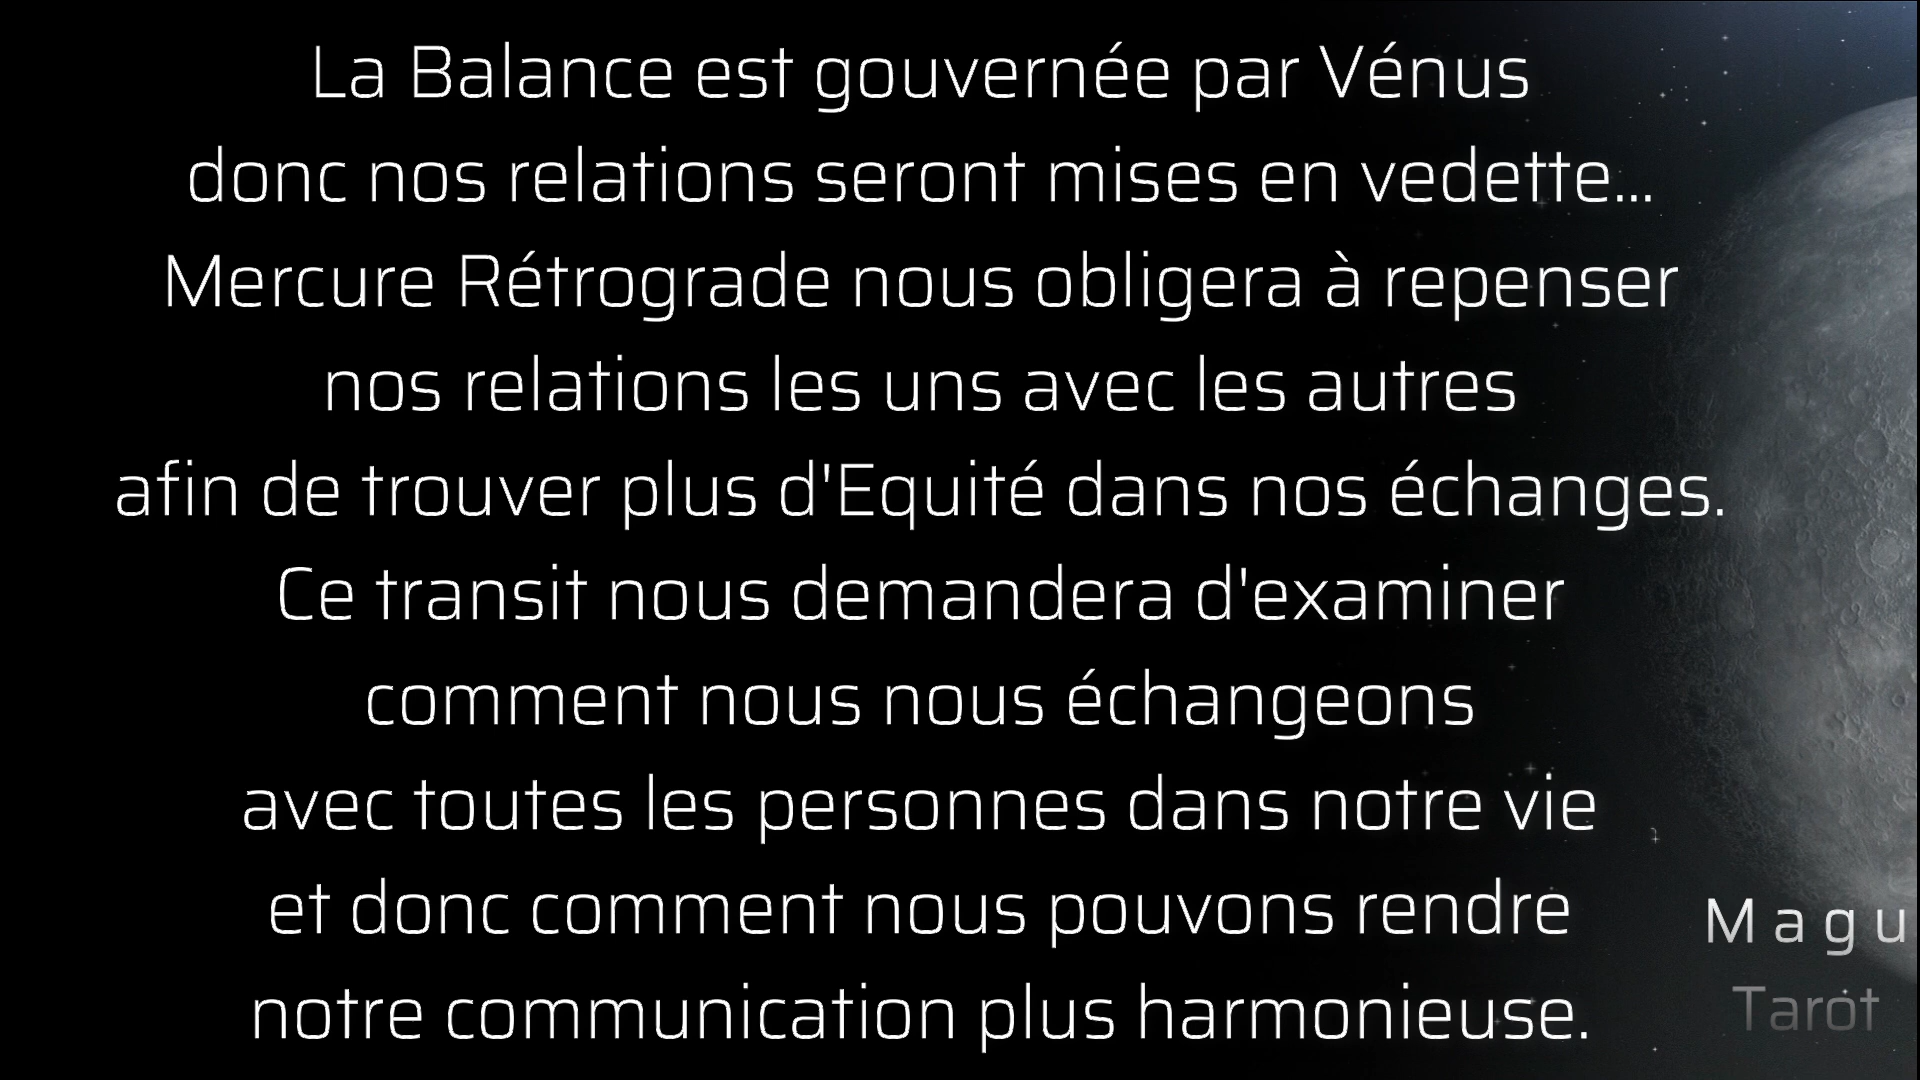 La Balance est gouvernée par Vénus
donc nos relations seront mises en vedette...
Mercure Rétrograde nous obligera à repenser
nos relations les uns avec les autres
afin de trouver plus d'Equité dans nos échanges.
Ce transit nous demandera d'examiner
comment nous nous échangeons
avec toutes les personnes dans notre vie
et donc comment nous pouvons rendre
notre communication plus harmonieuse.
Magu
Tarot